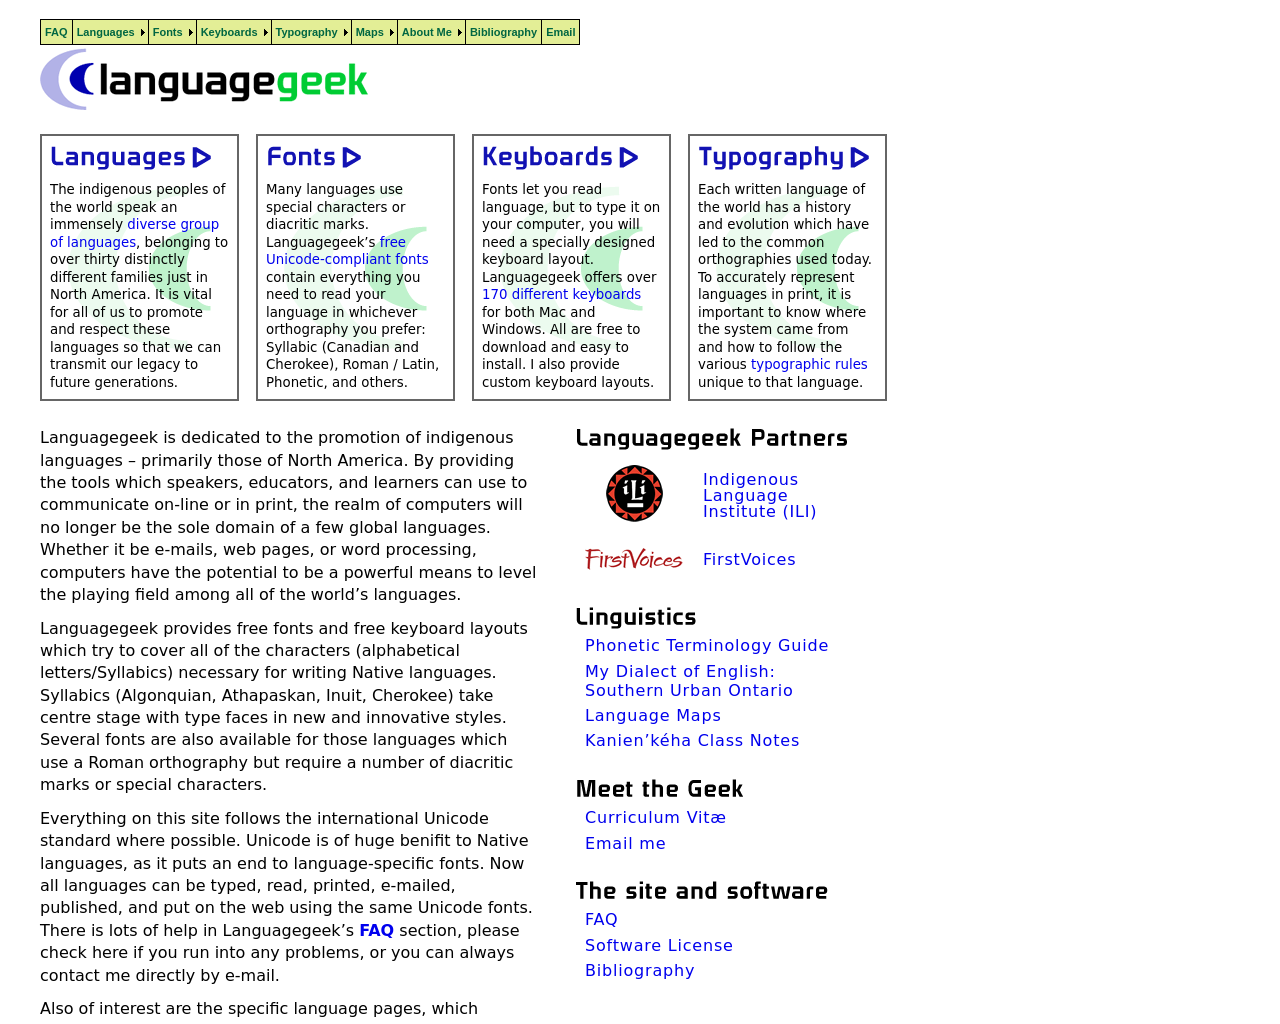 FAQ Languages Fonts Keyboards Typography Maps About Me Bibliography Email
languagegeek
Languages
The indigenous peoples of
the world speak an
immensely diverse group
of languages, belonging to
over thirty distinctly
different families just in
North America. It is vital
for all of us to promote
and respect these
languages so that we can
transmit our legacy to
future generations.
Fonts
Many languages use
special characters or
diacritic marks.
Languagegeek’s free
Unicode-compliant fonts
contain everything you
need to read your
language in whichever
orthography you prefer:
Syllabic (Canadian and
Cherokee), Roman / Latin,
Phonetic, and others.
Keyboards
Fonts let you read
language, but to type it on
your computer, you will
need a specially designed
keyboard layout.
Languagegeek offers over
170 different keyboards
for both Mac and
Windows. All are free to
download and easy to
install. I also provide
custom keyboard layouts.
Typography
Each written language of
the world has a history
and evolution which have
led to the common
orthographies used today.
To accurately represent
languages in print, it is
important to know where
the system came from
and how to follow the
various typographic rules
unique to that language.
Languagegeek is dedicated to the promotion of indigenous
languages – primarily those of North America. By providing
the tools which speakers, educators, and learners can use to
communicate on-line or in print, the realm of computers will
no longer be the sole domain of a few global languages.
Whether it be e-mails, web pages, or word processing,
computers have the potential to be a powerful means to level
the playing field among all of the world’s languages.
Languagegeek provides free fonts and free keyboard layouts
which try to cover all of the characters (alphabetical
letters/Syllabics) necessary for writing Native languages.
Syllabics (Algonquian, Athapaskan, Inuit, Cherokee) take
centre stage with type faces in new and innovative styles.
Several fonts are also available for those languages which
use a Roman orthography but require a number of diacritic
marks or special characters.
Everything on this site follows the international Unicode
standard where possible. Unicode is of huge benifit to Native
languages, as it puts an end to language-specific fonts. Now
all languages can be typed, read, printed, e-mailed,
published, and put on the web using the same Unicode fonts.
There is lots of help in Languagegeek’s FAQ section, please
check here if you run into any problems, or you can always
contact me directly by e-mail.
Also of interest are the specific language pages, which
Languagegeek Partners
iLi
Indigenous
Language
Institute (ILI)
FirstVoices
FirstVoices
Linguistics
Phonetic Terminology Guide
My Dialect of English:
Southern Urban Ontario
Language Maps
Kanien’kéha Class Notes
Meet the Geek
Curriculum Vitæ
Email me
The site and software
FAQ
Software License
Bibliography